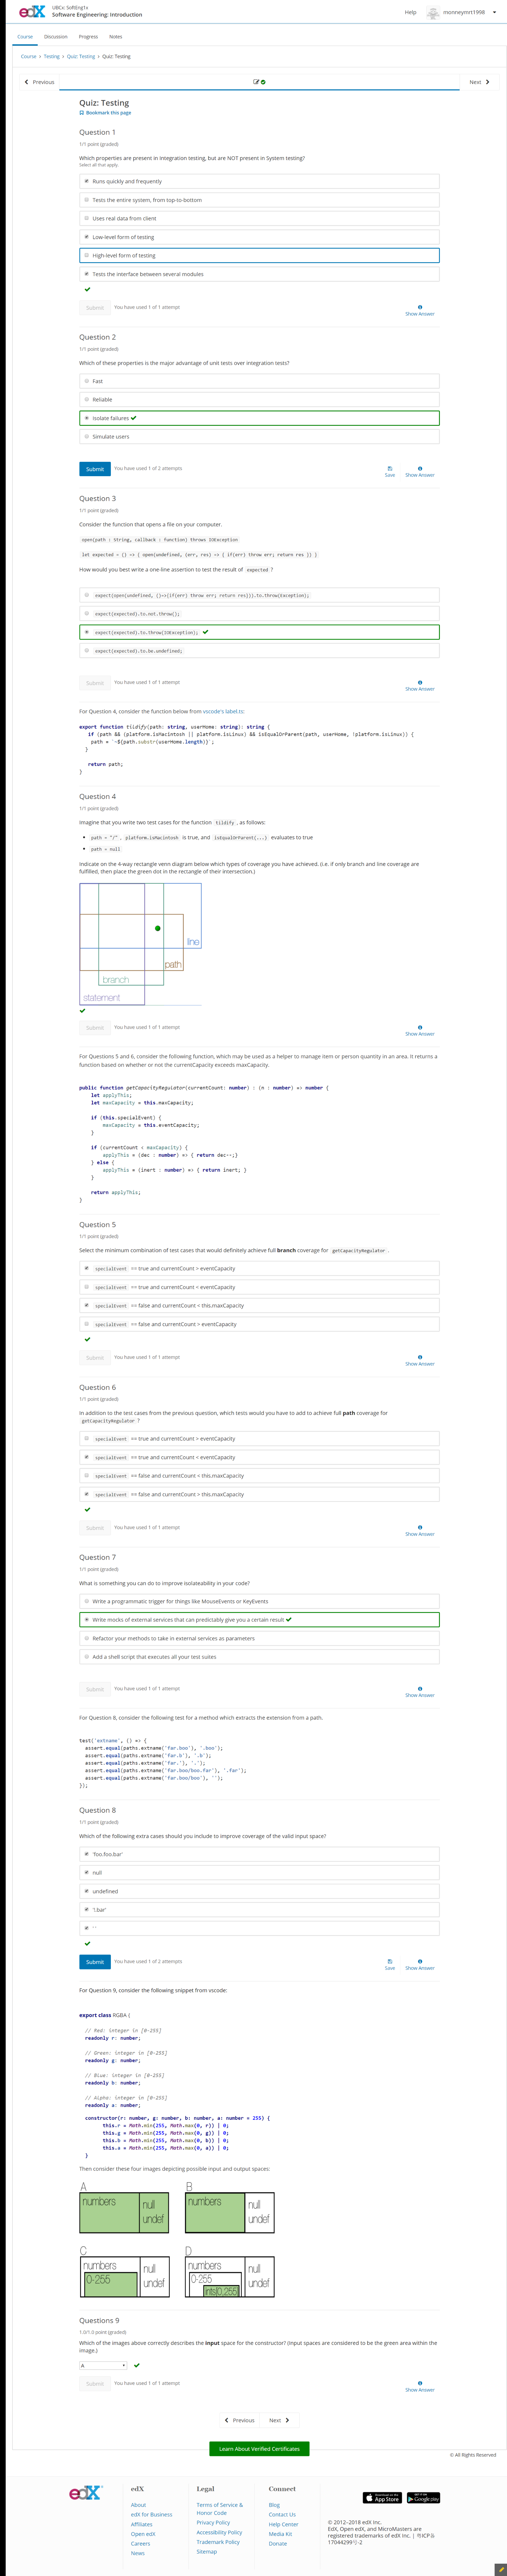 edX
UBCx: SoftEng1x
Software Engineering: Introduction
Help
monneymnt1998
Course Discussion Progress Notes
Course > Testing > Quiz: Testing > Quiz: Testing
Previous
Next
Quiz: Testing
Bookmark this page
Question 1
1/1 point (graded)
Which properties are present in Integration testing, but are NOT present in System testing?
Select all that apply.
Runs quickly and frequently
Tests the entire system, from top-to-bottom
Uses real data from client
Low-level form of testing
High-level form of testing
Tests the interface between several modules
Submit
You have used 1 of 1 attempt
Show Answer
Question 2
1/1 point (graded)
Which of these properties is the major advantage of unit tests over integration tests?
Fast
Reliable
Isolate failures
Simulate users
Submit
You have used 1 of 2 attempts
Save
Show Answer
Question 3
1/1 point (graded)
Consider the function that opens a file on your computer.
open(path : String, callback : function) throws IOException
let expected = () -> { open(undefined, (err, res) -> { if(err) throw err; return res }) }
How would you best write a one-line assertion to test the result of expected ?
expect(open(undefined, ()=>{if(err) throw err; return res})).to.throw(Exception);
expect(expected).to.not.throw();
expect(expected).to.throw(IOException);
expect(expected).to.be.undefined;
Submit
You have used 1 of 1 attempt
Show Answer
For Question 4, consider the function below from vscode's label.ts:
export function tildify(path: string, userHome: string): string {
if (path && (platform.isMacintosh || platform.isLinux) && isEqualOrParent(path, userHome, !platform.isLinux)) {
path = `~${path.substr(userHome.length)}`;
}
return path;
}
Question 4
1/1 point (graded)
Imagine that you write two test cases for the function tildify , as follows:
path = "/" , platform.isMacintosh is true, and isEqualOrParent(...) evaluates to true
path = null
Indicate on the 4-way rectangle venn diagram below which types of coverage you have achieved. (i.e. if only branch and line coverage are
fulfilled, then place the green dot in the rectangle of their intersection.)
line
path
branch
statement
Submit
You have used 1 of 1 attempt
Show Answer
For Questions 5 and 6, consider the following function, which may be used as a helper to manage item or person quantity in an area. It returns a
function based on whether or not the currentCapacity exceeds maxCapacity.
public function getCapacityRegulator(currentCount: number) : (n : number) => number {
let applyThis;
let maxCapacity = this.maxCapacity;
if (this.specialEvent) {
maxCapacity = this.eventCapacity;
}
if (currentCount < maxCapacity) {
applyThis = (dec : number) => { return dec--;}
} else {
applyThis = (inert : number) => { return inert; }
}
return applyThis;
}
Question 5
1/1 point (graded)
Select the minimum combination of test cases that would definitely achieve full branch coverage for getCapacityRegulator .
specialEvent == true and currentCount > eventCapacity
specialEvent == true and currentCount < eventCapacity
specialEvent == false and currentCount < this.maxCapacity
specialEvent == false and currentCount > eventCapacity
Submit
You have used 1 of 1 attempt
Show Answer
Question 6
1/1 point (graded)
In addition to the test cases from the previous question, which tests would you have to add to achieve full path coverage for
getCapacityRegulator ?
specialEvent == true and currentCount > eventCapacity
specialEvent == true and currentCount < eventCapacity
specialEvent == false and currentCount < this.maxCapacity
specialEvent == false and currentCount > this.maxCapacity
Submit
You have used 1 of 1 attempt
Show Answer
Question 7
1/1 point (graded)
What is something you can do to improve isolateability in your code?
Write a programatic trigger for things like MouseEvents or KeyEvents
Write mocks of external services that can predictably give you a certain result
Refactor your methods to take in external services as parameters
Add a shell script that executes all your test suites
Submit
You have used 1 of 1 attempt
Show Answer
For Question 8, consider the following test for a method which extracts the extension from a path.
test('extname', () => {
assert.equal(paths.extname('far.boo'), '.boo');
assert.equal(paths.extname('far.b'), '.b');
assert.equal(paths.extname('far.'), '.');
assert.equal(paths.extname('far.boo/boo.far'), '.far');
assert.equal(paths.extname('far.boo/boo'), '');
});
Question 8
1/1 point (graded)
Which of the following extra cases should you include to improve coverage of the valid input space?
'foo.foo.bar'
null
undefined
'/.bar'
' '
Submit
You have used 1 of 2 attempts
Save
Show Answer
For Question 9, consider the following snippet from vscode:
export class RGBA {
// Red: integer in [0-255]
readonly r: number;
// Green: integer in [0-255]
readonly g: number;
// Blue: integer in [0-255]
readonly b: number;
// Alpha: integer in [0-255]
readonly a: number;
constructor(r: number, g: number, b: number, a: number = 255) {
this.r = Math.min(255, Math.max(0, r)) | 0;
this.g = Math.min(255, Math.max(0, g)) | 0;
this.b = Math.min(255, Math.max(0, b)) | 0;
this.a = Math.min(255, Math.max(0, a)) | 0;
}
Then consider these four images depicting possible input and output spaces:
A
numbers
null
undef
B
numbers
null
undef
C
numbers
0-255
null
undef
D
numbers
0-255
ints[0,255]
null
undef
Questions 9
1.0/1.0 point (graded)
Which of the images above correctly describes the input space for the constructor? (Input spaces are considered to be the green area within the
image.)
A
Submit
You have used 1 of 1 attempt
Show Answer
Previous
Next
Learn About Verified Certificates
© All Rights Reserved
edX
edX
About
edX for Business
Affiliates
Open edX
Careers
News
Legal
Terms of Service &
Honor Code
Privacy Policy
Accessibility Policy
Trademark Policy
Sitemap
Connect
Blog
Contact Us
Help Center
Media Kit
Donate
App Store
Google play
© 2012–2018 edX Inc.
EdX, Open edX, and MicroMasters are
registered trademarks of edX Inc. | 粤ICP备
17044299号-2